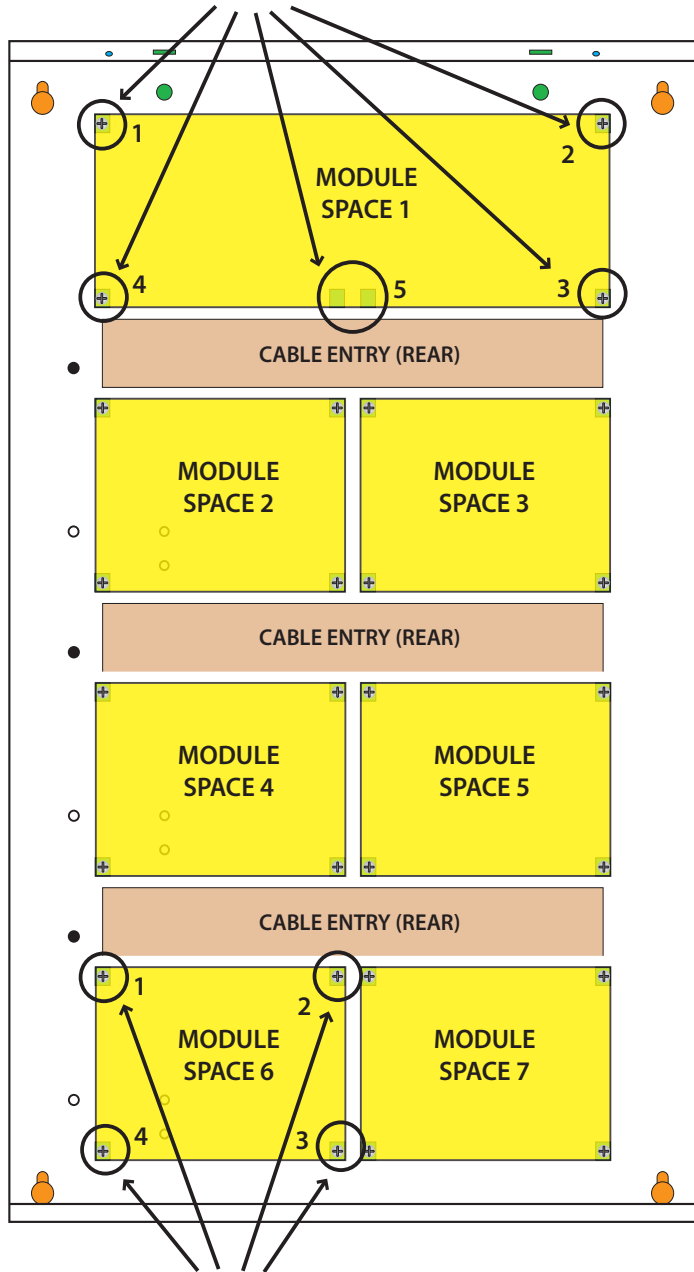 1
2
MODULE
SPACE 1
4
5
3
CABLE ENTRY (REAR)
MODULE
SPACE 2
MODULE
SPACE 3
CABLE ENTRY (REAR)
MODULE
SPACE 4
MODULE
SPACE 5
CABLE ENTRY (REAR)
1
2
MODULE
SPACE 6
MODULE
SPACE 7
4
3